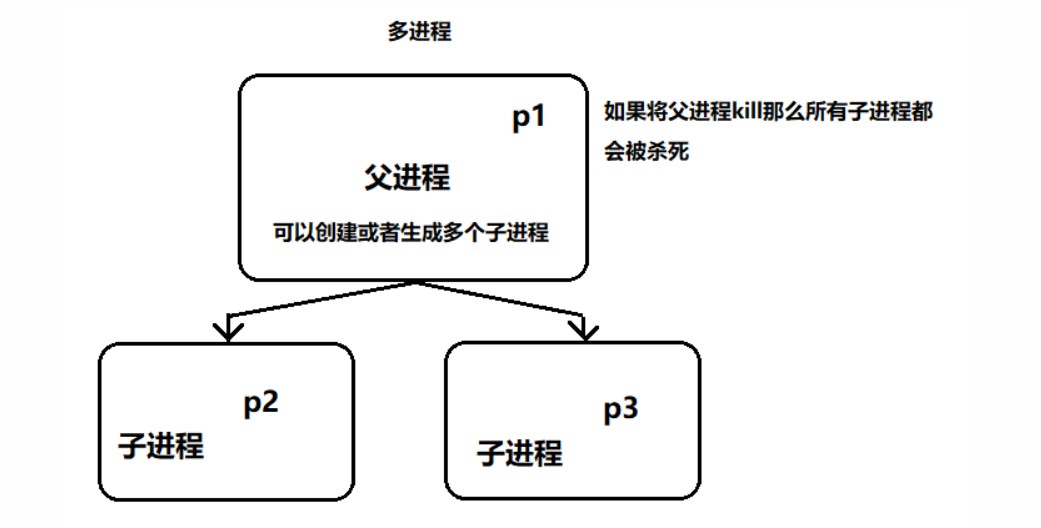 多进程
p1
如果将父进程kill那么所有子进程都
会被杀死
父进程
可以创建或者生成多个子进程
p2
子进程
p3
子进程